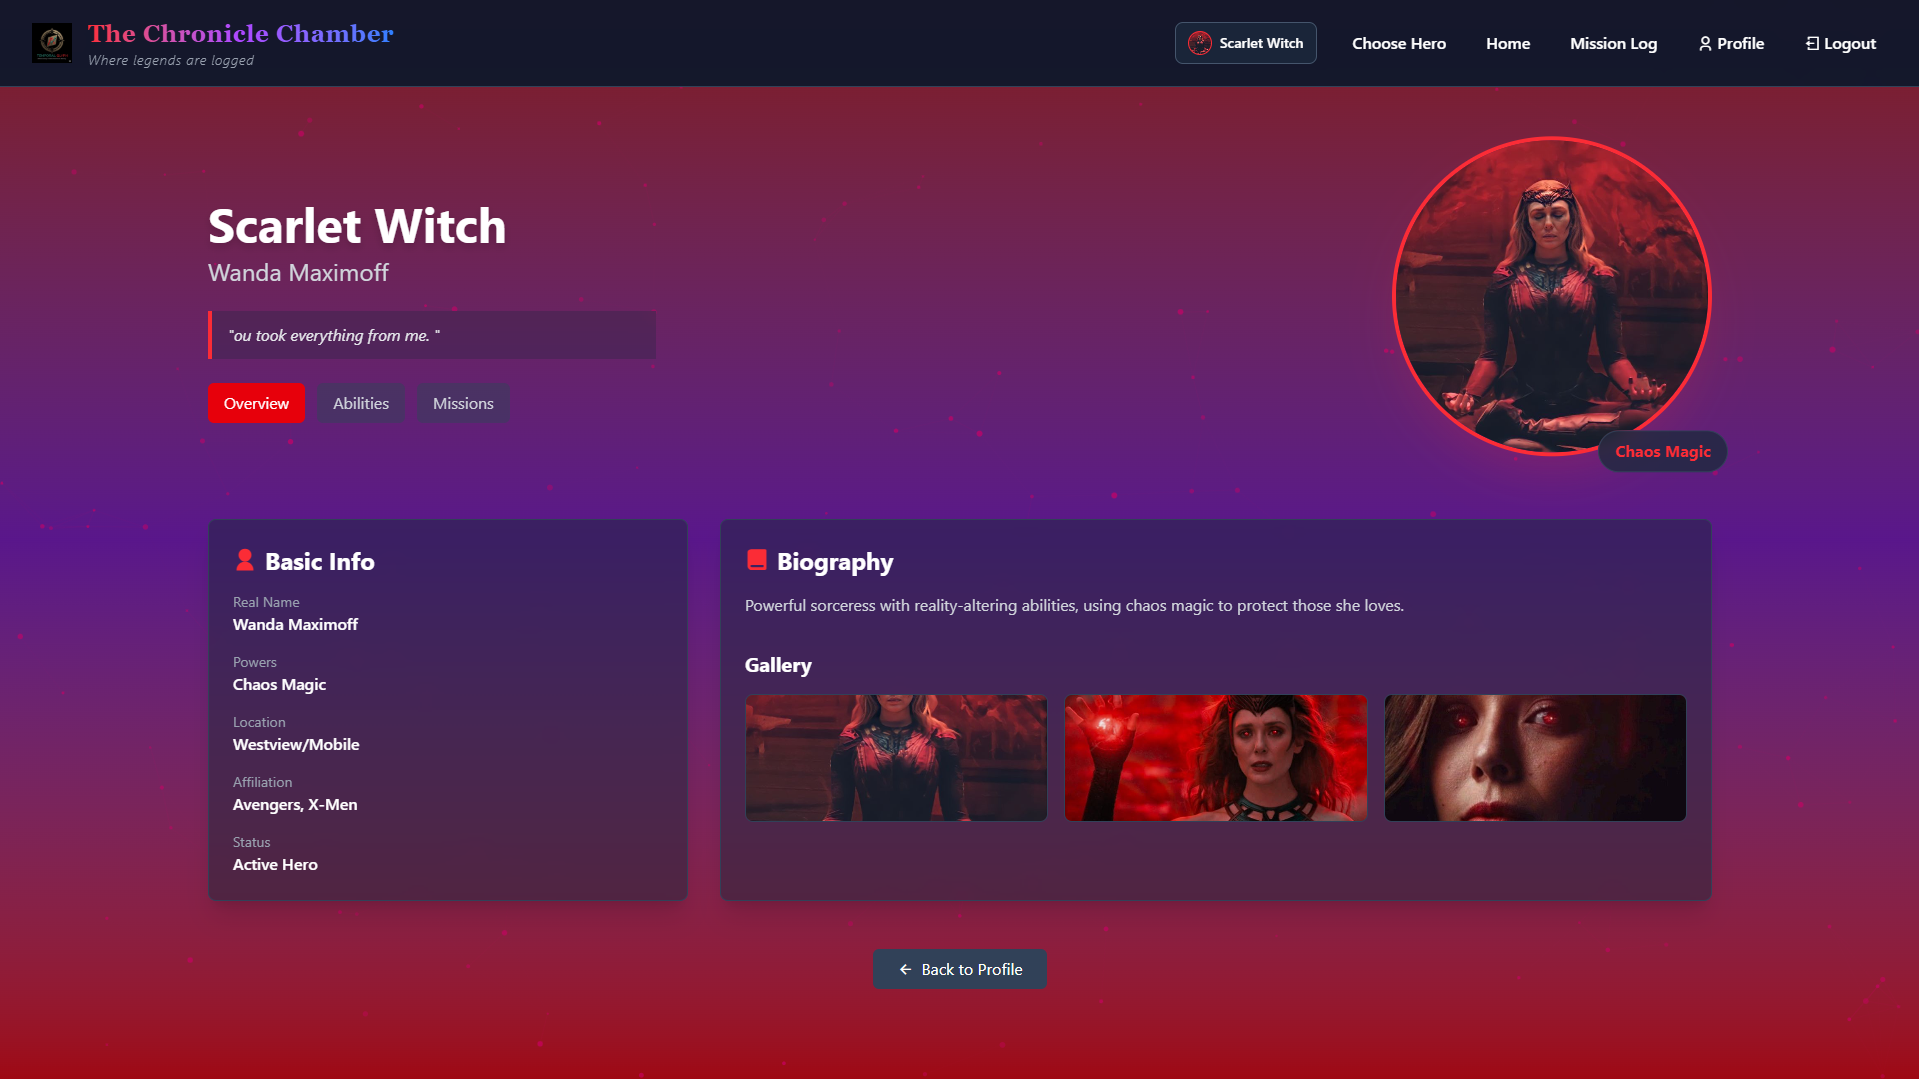 The Chronicle Chamber
Where legends are logged
Scarlet Witch
Choose Hero
Home
Mission Log
Profile
Logout
Scarlet Witch
Wanda Maximoff
"ou took everything from me. "
Overview
Abilities
Missions
Chaos Magic
Basic Info
Real Name
Wanda Maximoff
Powers
Chaos Magic
Location
Westview/Mobile
Affiliation
Avengers, X-Men
Status
Active Hero
Biography
Powerful sorceress with reality-altering abilities, using chaos magic to protect those she loves.
Gallery
Back to Profile